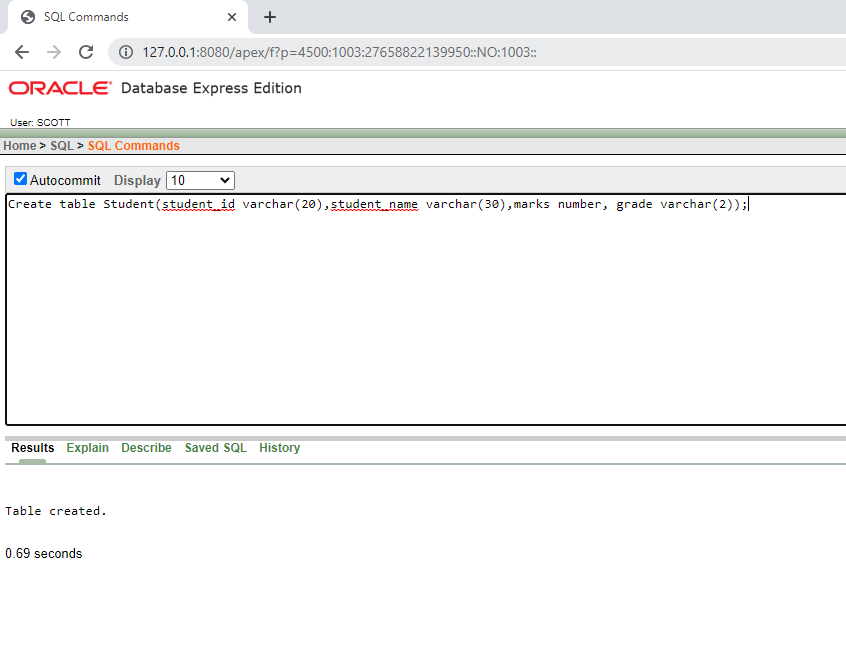 SQL Commands
127.0.0.1:8080/apex/f?p=4500:1003:27658822139950::NO:1003::
ORACLE Database Express Edition
User: SCOTT
Home > SQL > SQL Commands
Autocommit Display 10
Create table Student(student_id varchar(20),student_name varchar(30),marks number, grade varchar(2));
Results Explain Describe Saved SQL History
Table created.
0.69 seconds